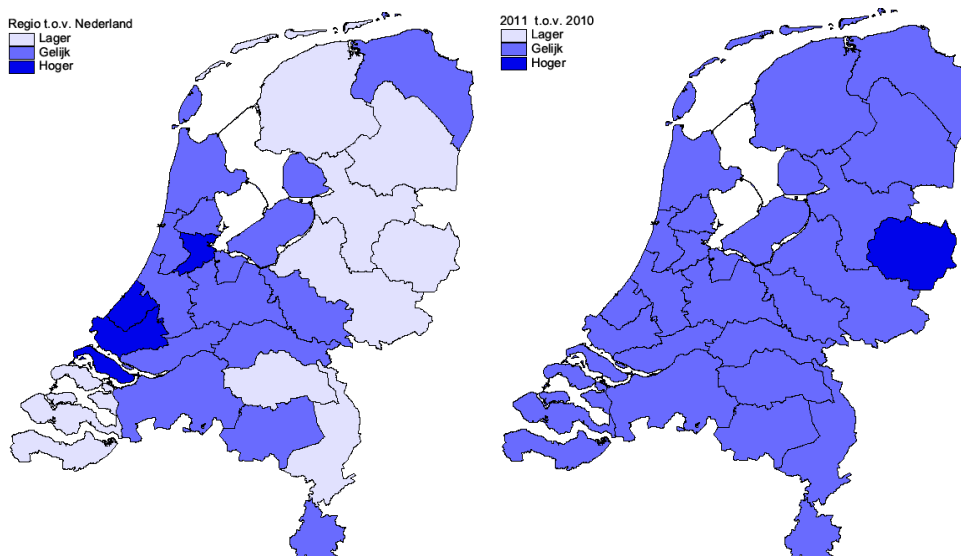 Regio t.o.v. Nederland
Lager
Gelijk
Hoger
2011 t.o.v. 2010
Lager
Gelijk
Hoger